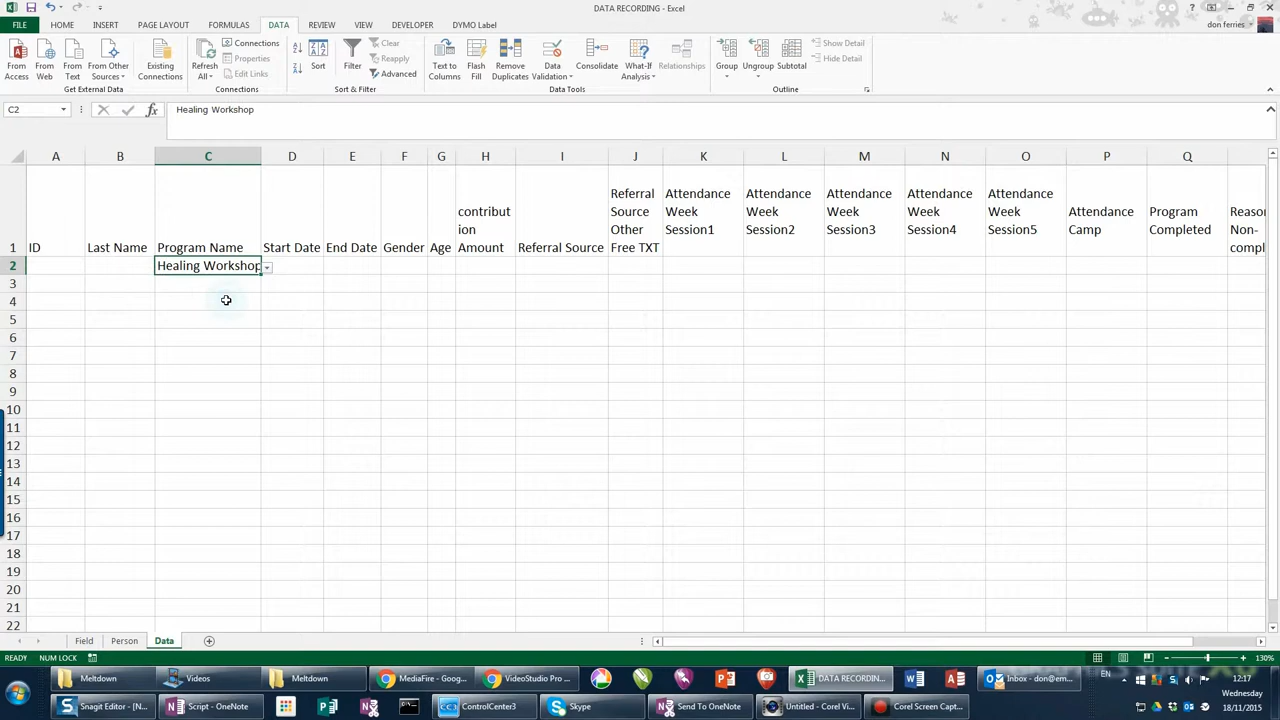 DATA RECORDING - Excel
FILE HOME INSERT PAGE LAYOUT FORMULAS DATA REVIEW VIEW DEVELOPER DYMO Label don ferries
From Access
From Web
From Text
From Other Sources
Existing Connections
Refresh All
Connections
Properties
Edit Links
Sort
Filter
Clear
Reapply
Advanced
Text to Columns
Flash Fill
Remove Duplicates
Data Validation
Consolidate
What-If Analysis
Relationships
Group
Ungroup
Subtotal
Show Detail
Hide Detail
Get External Data Connections Sort & Filter Data Tools Outline
C2 fx Healing Workshop
A B C D E F G H I J K L M N O P Q
1 ID
Last Name
Program Name
Start Date
End Date
Gender
Age
contribut
ion
Amount
Referral Source
Referral
Source
Other
Free TXT
Attendance
Week
Session1
Attendance
Week
Session2
Attendance
Week
Session3
Attendance
Week
Session4
Attendance
Week
Session5
Attendance
Camp
Program
Completed
Reaso
Non-
compl
2 Healing Workshop
3
4
5
6
7
8
9
10
11
12
13
14
15
16
17
18
19
20
21
22
Field Person Data
READY NUM LOCK 130%
Meltdown Videos Meltdown MediaFire - Goog... VideoStudio Pro ... DATA RECORDIN... Inbox - don@em... EN 12:17
Wednesday
Snagit Editor - [N... Script - OneNote ControlCenter3 Skype Send To OneNote Untitled - Corel Vi... Corel Screen Capt... 18/11/2015